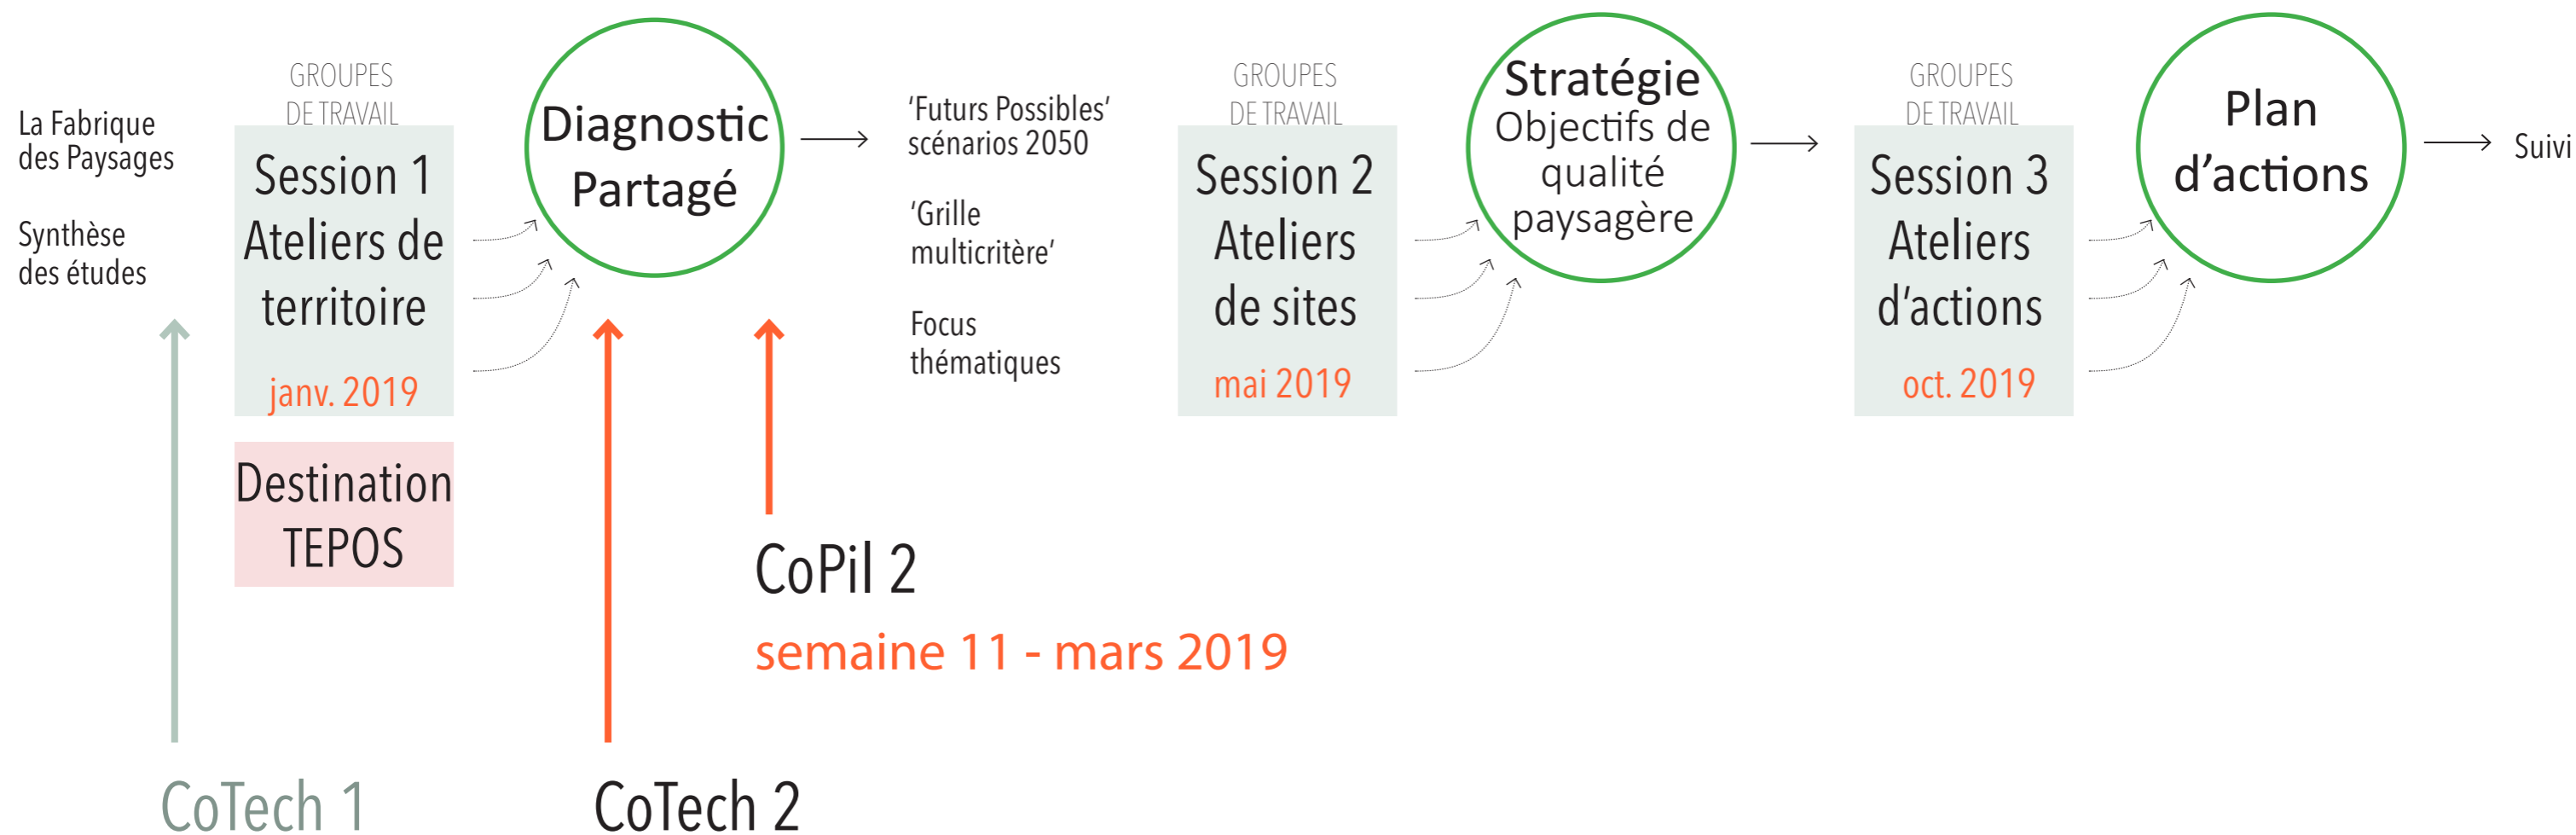 La Fabrique
des Paysages
Synthèse
des études
GROUPES
DE TRAVAIL
Session 1
Ateliers de
territoire
janv. 2019
Destination
TEPOS
Diagnostic
Partagé
'Futurs Possibles'
scénarios 2050
'Grille
multicritère'
Focus
thématiques
GROUPES
DE TRAVAIL
Session 2
Ateliers
de sites
mai 2019
Stratégie
Objectifs de
qualité
paysagère
GROUPES
DE TRAVAIL
Session 3
Ateliers
d'actions
oct. 2019
Plan
d'actions
Suivi
CoPil 2
semaine 11 - mars 2019
CoTech 1
CoTech 2